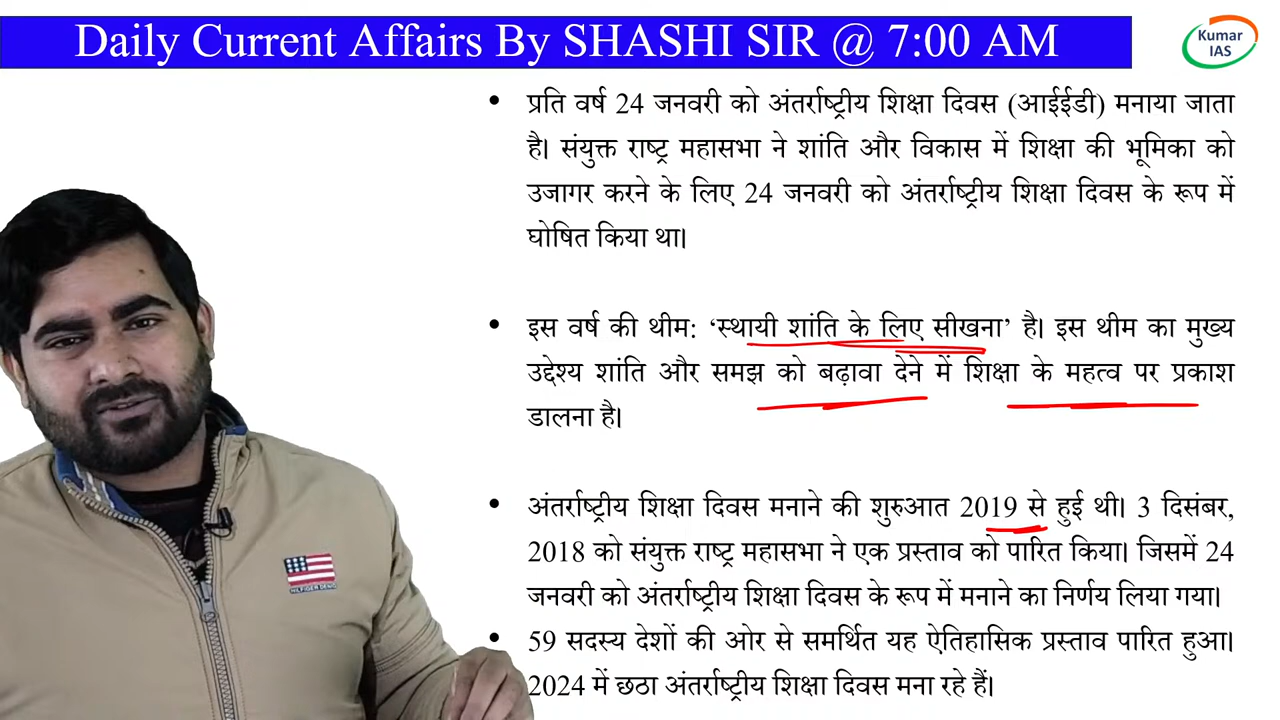 Daily Current Affairs By SHASHI SIR @ 7:00 AM
Kumar
IAS
• प्रति वर्ष 24 जनवरी को अंतर्राष्ट्रीय शिक्षा दिवस (आईईडी) मनाया जाता
है। संयुक्त राष्ट्र महासभा ने शांति और विकास में शिक्षा की भूमिका को
उजागर करने के लिए 24 जनवरी को अंतर्राष्ट्रीय शिक्षा दिवस के रूप में
घोषित किया था।
• इस वर्ष की थीम: ‘स्थायी शांति के लिए सीखना’ है। इस थीम का मुख्य
उद्देश्य शांति और समझ को बढ़ावा देने में शिक्षा के महत्व पर प्रकाश
डालना है।
• अंतर्राष्ट्रीय शिक्षा दिवस मनाने की शुरुआत 2019 से हुई थी। 3 दिसंबर,
2018 को संयुक्त राष्ट्र महासभा ने एक प्रस्ताव को पारित किया। जिसमें 24
जनवरी को अंतर्राष्ट्रीय शिक्षा दिवस के रूप में मनाने का निर्णय लिया गया।
• 59 सदस्य देशों की ओर से समर्थित यह ऐतिहासिक प्रस्ताव पारित हुआ।
2024 में छठा अंतर्राष्ट्रीय शिक्षा दिवस मना रहे हैं।